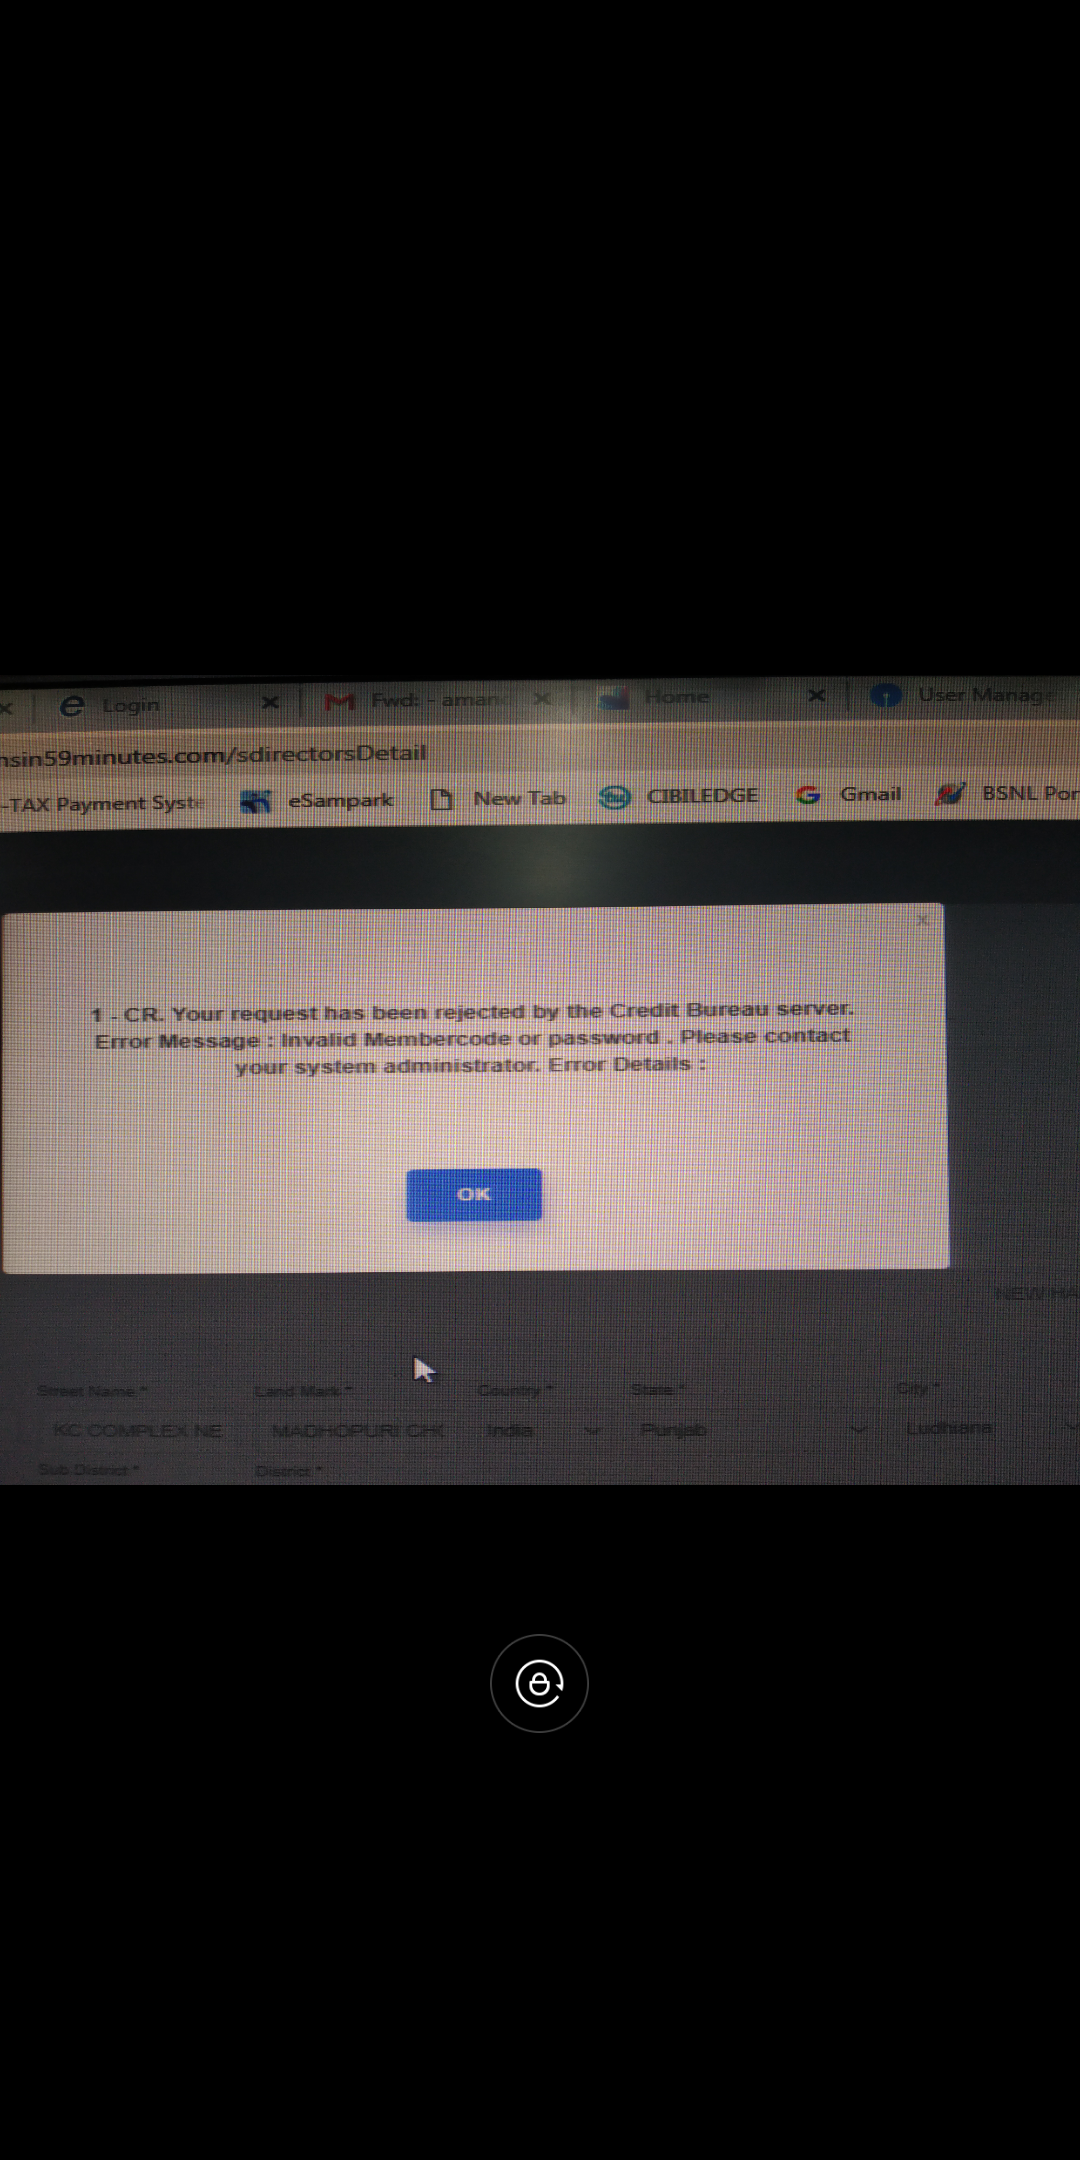 Login
Fwd: - aman
Home
User Manage
nsin59minutes.com/sdirectorsDetail
-TAX Payment Syste
eSampark
New Tab
CIBILEDGE
Gmail
BSNL Por
1 - CR. Your request has been rejected by the Credit Bureau server.
Error Message : Invalid Membercode or password . Please contact
your system administrator. Error Details :
OK
NEW HA
Street Name *
Land Mark *
Country *
State *
City *
KC COMPLEX NE
MADHOPURI CHO
India
Punjab
Ludhiana
Sub District *
District *